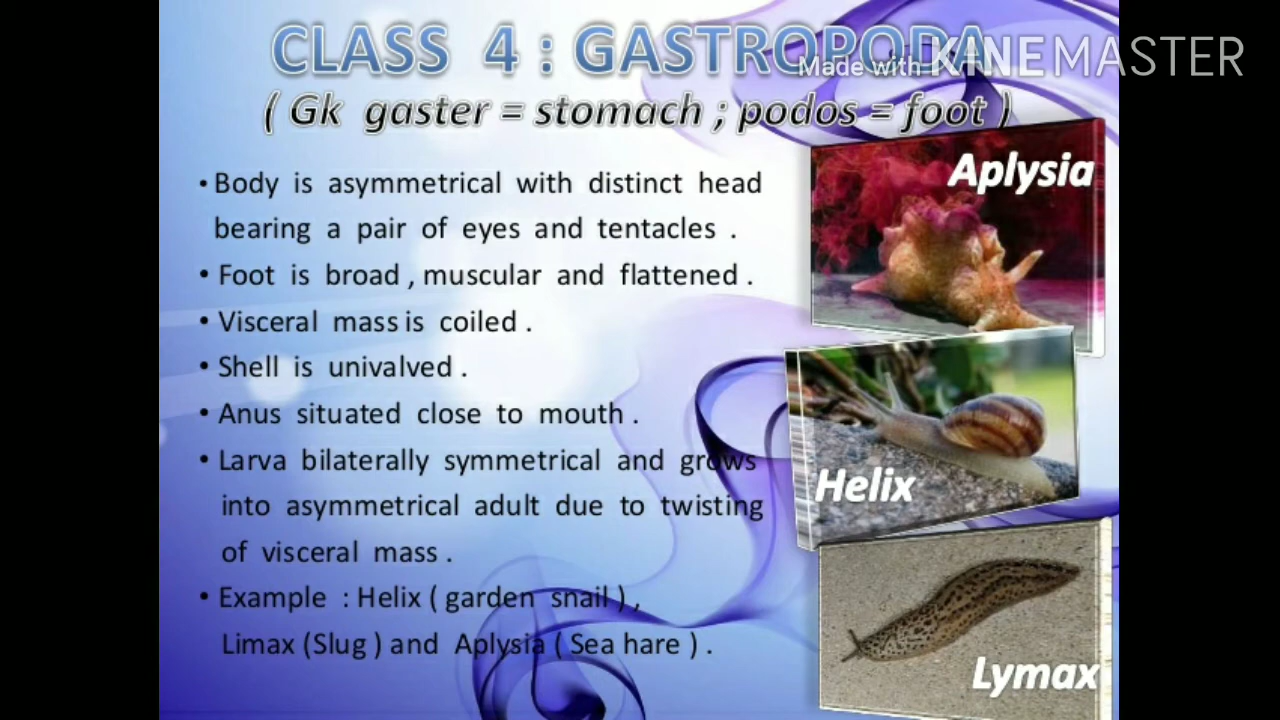 CLASS 4 : GASTROPODA
Made with KINEMASTER
( Gk gaster = stomach ; podos = foot )
Aplysia
• Body is asymmetrical with distinct head
bearing a pair of eyes and tentacles .
• Foot is broad , muscular and flattened .
• Visceral mass is coiled .
• Shell is univalved .
• Anus situated close to mouth .
• Larva bilaterally symmetrical and grows
into asymmetrical adult due to twisting
of visceral mass .
• Example : Helix ( garden snail ) ,
Limax (Slug ) and Aplysia ( Sea hare ) .
Helix
Lymax